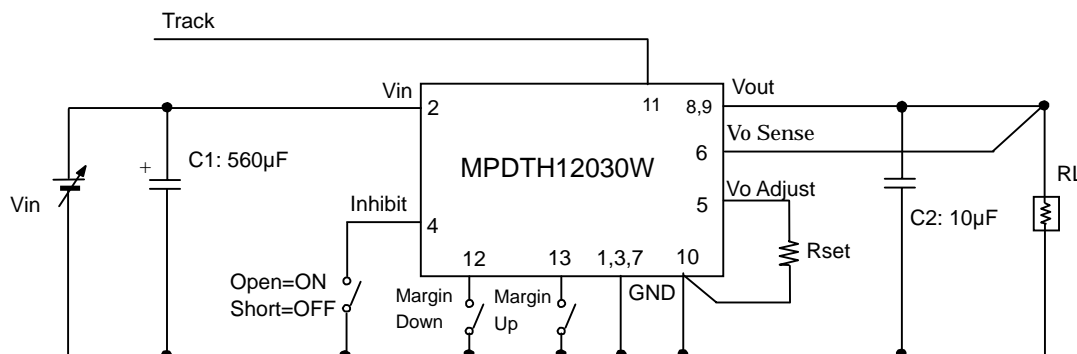 Track
Vin
2
11
8,9
Vout
Vo Sense
6
C1: 560µF
+
MPDTH12030W
RL
Vin
Inhibit
4
Vo Adjust
5
C2: 10µF
Rset
12
13
1,3,7
10
GND
Open=ON
Short=OFF
Margin
Down
Margin
Up